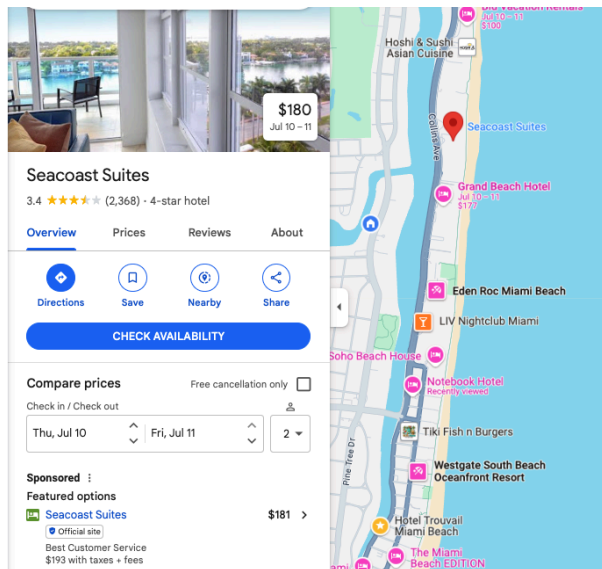 $180
Jul 10 – 11
Seacoast Suites
3.4 ★★★★★ (2,368) · 4-star hotel
Overview
Prices
Reviews
About
Directions
Save
Nearby
Share
CHECK AVAILABILITY
Compare prices
Free cancellation only
Check in / Check out
Thu, Jul 10
Fri, Jul 11
2
Sponsored
Featured options
Seacoast Suites
$181
Official site
Best Customer Service
$193 with taxes + fees
Vacation Rentals
Jul 10 – 11
$100
Hoshi & Sushi
Asian Cuisine
Collins Ave
Seacoast Suites
Grand Beach Hotel
Jul 10 – 11
$177
Eden Roc Miami Beach
LIV Nightclub Miami
Soho Beach House
Notebook Hotel
Recently viewed
Tiki Fish n Burgers
Pine Tree Dr
Westgate South Beach
Oceanfront Resort
Hotel Trouvail
Miami Beach
The Miami
Beach EDITION